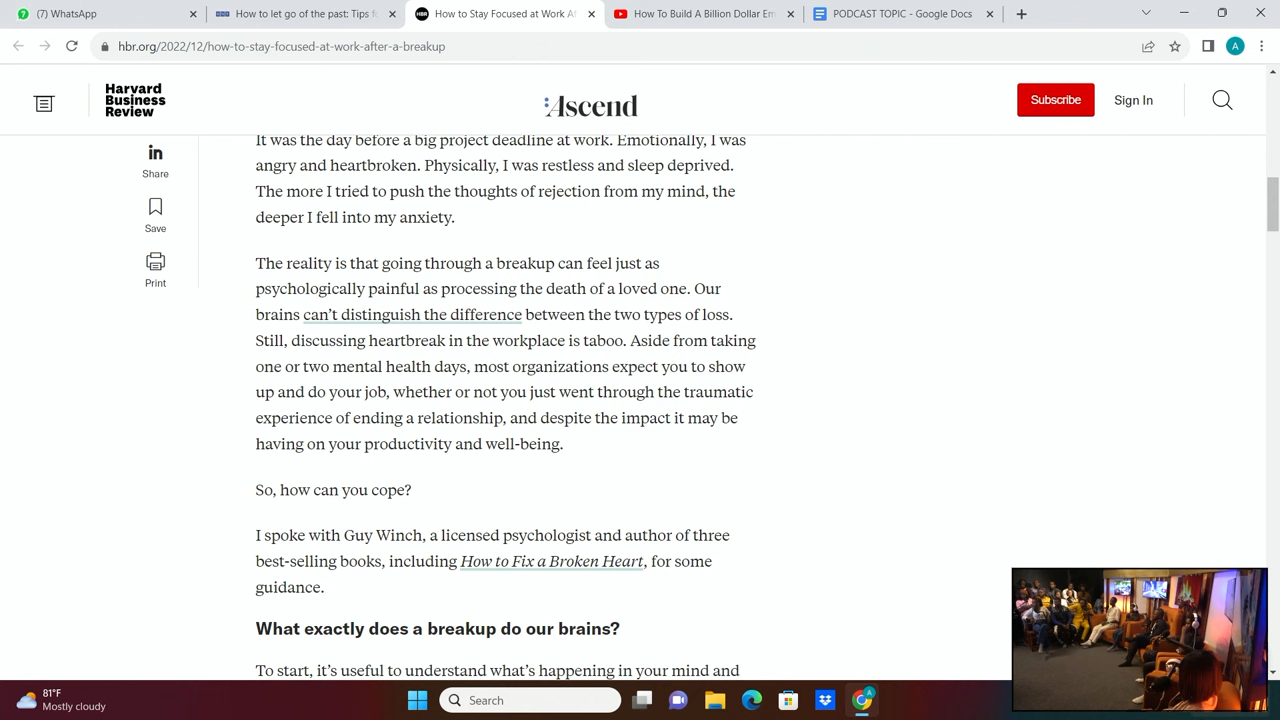 (7) WhatsApp
How to let go of the past: Tips f
How to Stay Focused at Work Af
How To Build A Billion Dollar Em
PODCAST TOPIC - Google Docs
hbr.org/2022/12/how-to-stay-focused-at-work-after-a-breakup
A
Harvard
Business
Review
Ascend
Subscribe
Sign In
It was the day before a big project deadline at work. Emotionally, I was
angry and heartbroken. Physically, I was restless and sleep deprived.
The more I tried to push the thoughts of rejection from my mind, the
deeper I fell into my anxiety.
in
Share
Save
Print
The reality is that going through a breakup can feel just as
psychologically painful as processing the death of a loved one. Our
brains can’t distinguish the difference between the two types of loss.
Still, discussing heartbreak in the workplace is taboo. Aside from taking
one or two mental health days, most organizations expect you to show
up and do your job, whether or not you just went through the traumatic
experience of ending a relationship, and despite the impact it may be
having on your productivity and well-being.
So, how can you cope?
I spoke with Guy Winch, a licensed psychologist and author of three
best-selling books, including How to Fix a Broken Heart, for some
guidance.
What exactly does a breakup do our brains?
To start, it’s useful to understand what’s happening in your mind and
81°F
Mostly cloudy
Search